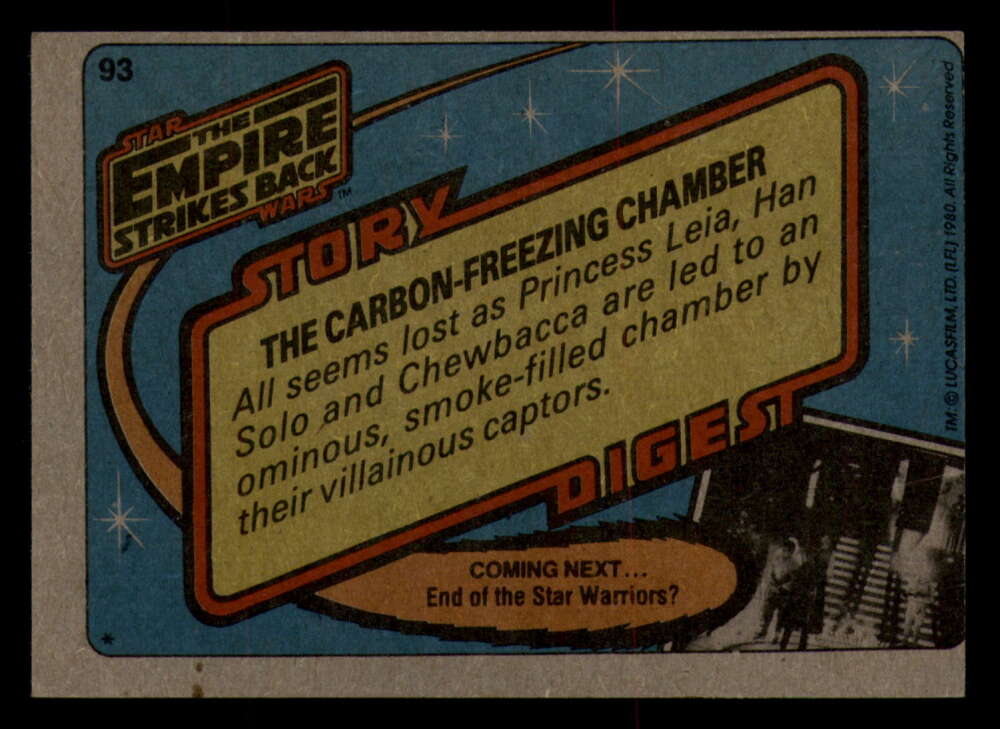 93
STAR
THE
EMPIRE
STRIKES BACK
WARS™
STORY
THE CARBON-FREEZING CHAMBER
All seems lost as Princess Leia, Han
Solo and Chewbacca are led to an
ominous, smoke-filled chamber by
their villainous captors.
DIGEST
COMING NEXT...
End of the Star Warriors?
*
TM: © LUCASFILM, LTD. (LFL) 1980. All Rights Reserved